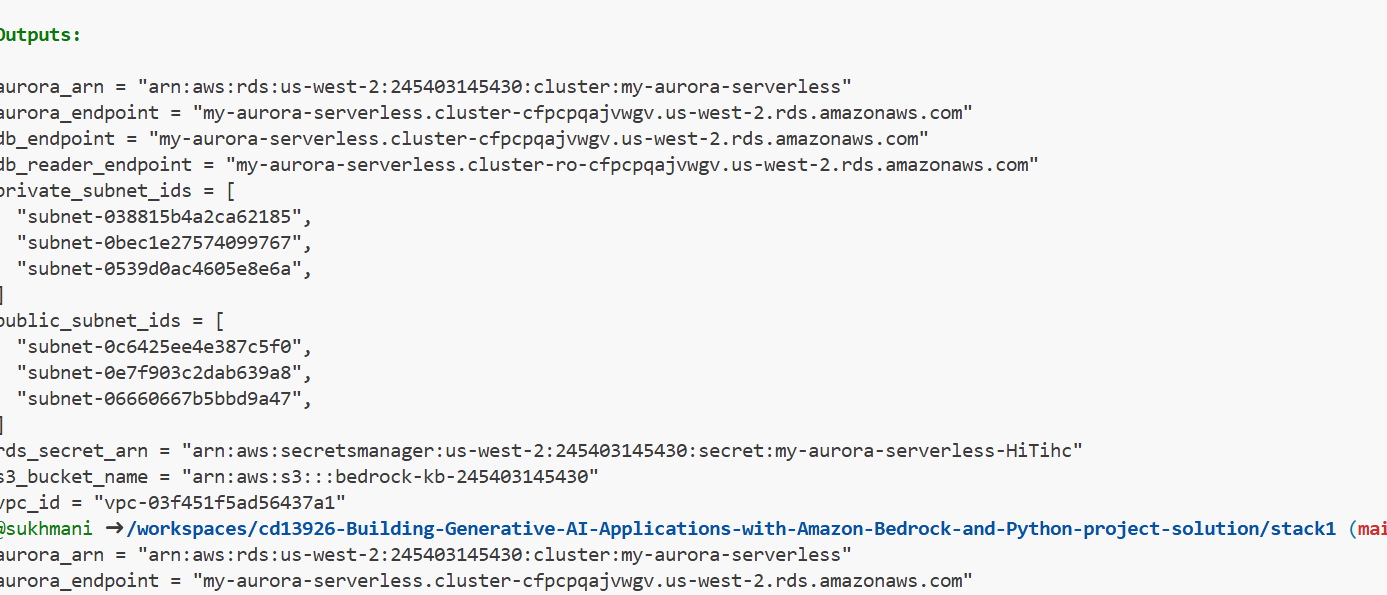 Outputs:
aurora_arn = "arn:aws:rds:us-west-2:245403145430:cluster:my-aurora-serverless"
aurora_endpoint = "my-aurora-serverless.cluster-cfpcpqajvwgv.us-west-2.rds.amazonaws.com"
db_endpoint = "my-aurora-serverless.cluster-cfpcpqajvwgv.us-west-2.rds.amazonaws.com"
db_reader_endpoint = "my-aurora-serverless.cluster-ro-cfpcpqajvwgv.us-west-2.rds.amazonaws.com"
private_subnet_ids = [
"subnet-038815b4a2ca62185",
"subnet-0bec1e27574099767",
"subnet-0539d0ac4605e8e6a",
]
public_subnet_ids = [
"subnet-0c6425ee4e387c5f0",
"subnet-0e7f903c2dab639a8",
"subnet-06660667b5bbd9a47",
]
rds_secret_arn = "arn:aws:secretsmanager:us-west-2:245403145430:secret:my-aurora-serverless-HiTihc"
s3_bucket_name = "arn:aws:s3:::bedrock-kb-245403145430"
vpc_id = "vpc-03f451f5ad56437a1"
@sukhmani ➜/workspaces/cd13926-Building-Generative-AI-Applications-with-Amazon-Bedrock-and-Python-project-solution/stack1 (mai
aurora_arn = "arn:aws:rds:us-west-2:245403145430:cluster:my-aurora-serverless"
aurora_endpoint = "my-aurora-serverless.cluster-cfpcpqajvwgv.us-west-2.rds.amazonaws.com"